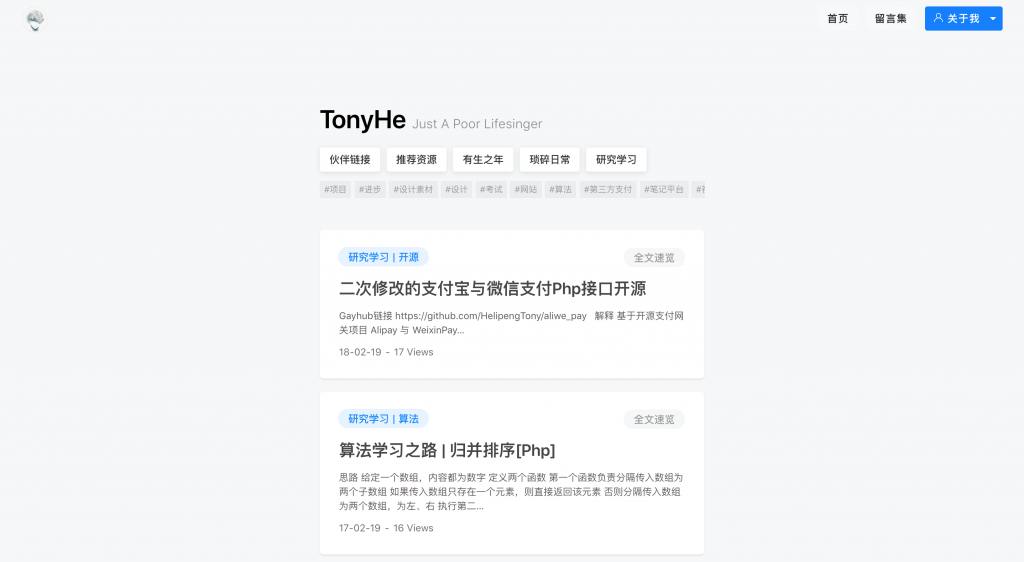 首页 留言集 关于我
TonyHe Just A Poor Lifesinger
伙伴链接 推荐资源 有生之年 琐碎日常 研究学习
#项目 #进步 #设计素材 #设计 #考试 #网站 #算法 #第三方支付 #笔记平台
研究学习 | 开源 全文速览
二次修改的支付宝与微信支付Php接口开源
Gayhub链接 https://github.com/HelipengTony/aliwe_pay 解释 基于开源支付网
关项目 Alipay 与 WeixinPay...
18-02-19 - 17 Views
研究学习 | 算法 全文速览
算法学习之路 | 归并排序[Php]
思路 给定一个数组，内容都为数字 定义两个函数 第一个函数负责分隔传入数组为
两个子数组 如果传入数组只存在一个元素，则直接返回该元素 否则分隔传入数组
为两个数组，为左、右 执行第二...
17-02-19 - 16 Views